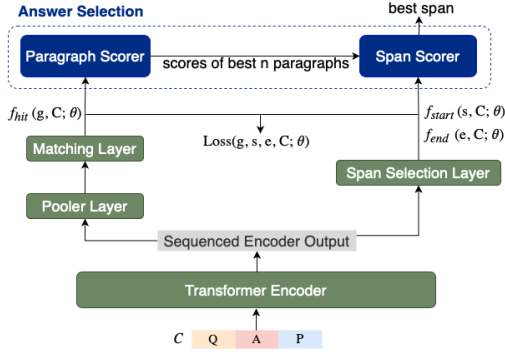 Answer Selection
best span
Paragraph Scorer
scores of best n paragraphs
Span Scorer
f_hit (g, C; θ)
f_start (s, C; θ)
f_end (e, C; θ)
Loss(g, s, e, C; θ)
Matching Layer
Span Selection Layer
Pooler Layer
Sequenced Encoder Output
Transformer Encoder
C Q A P